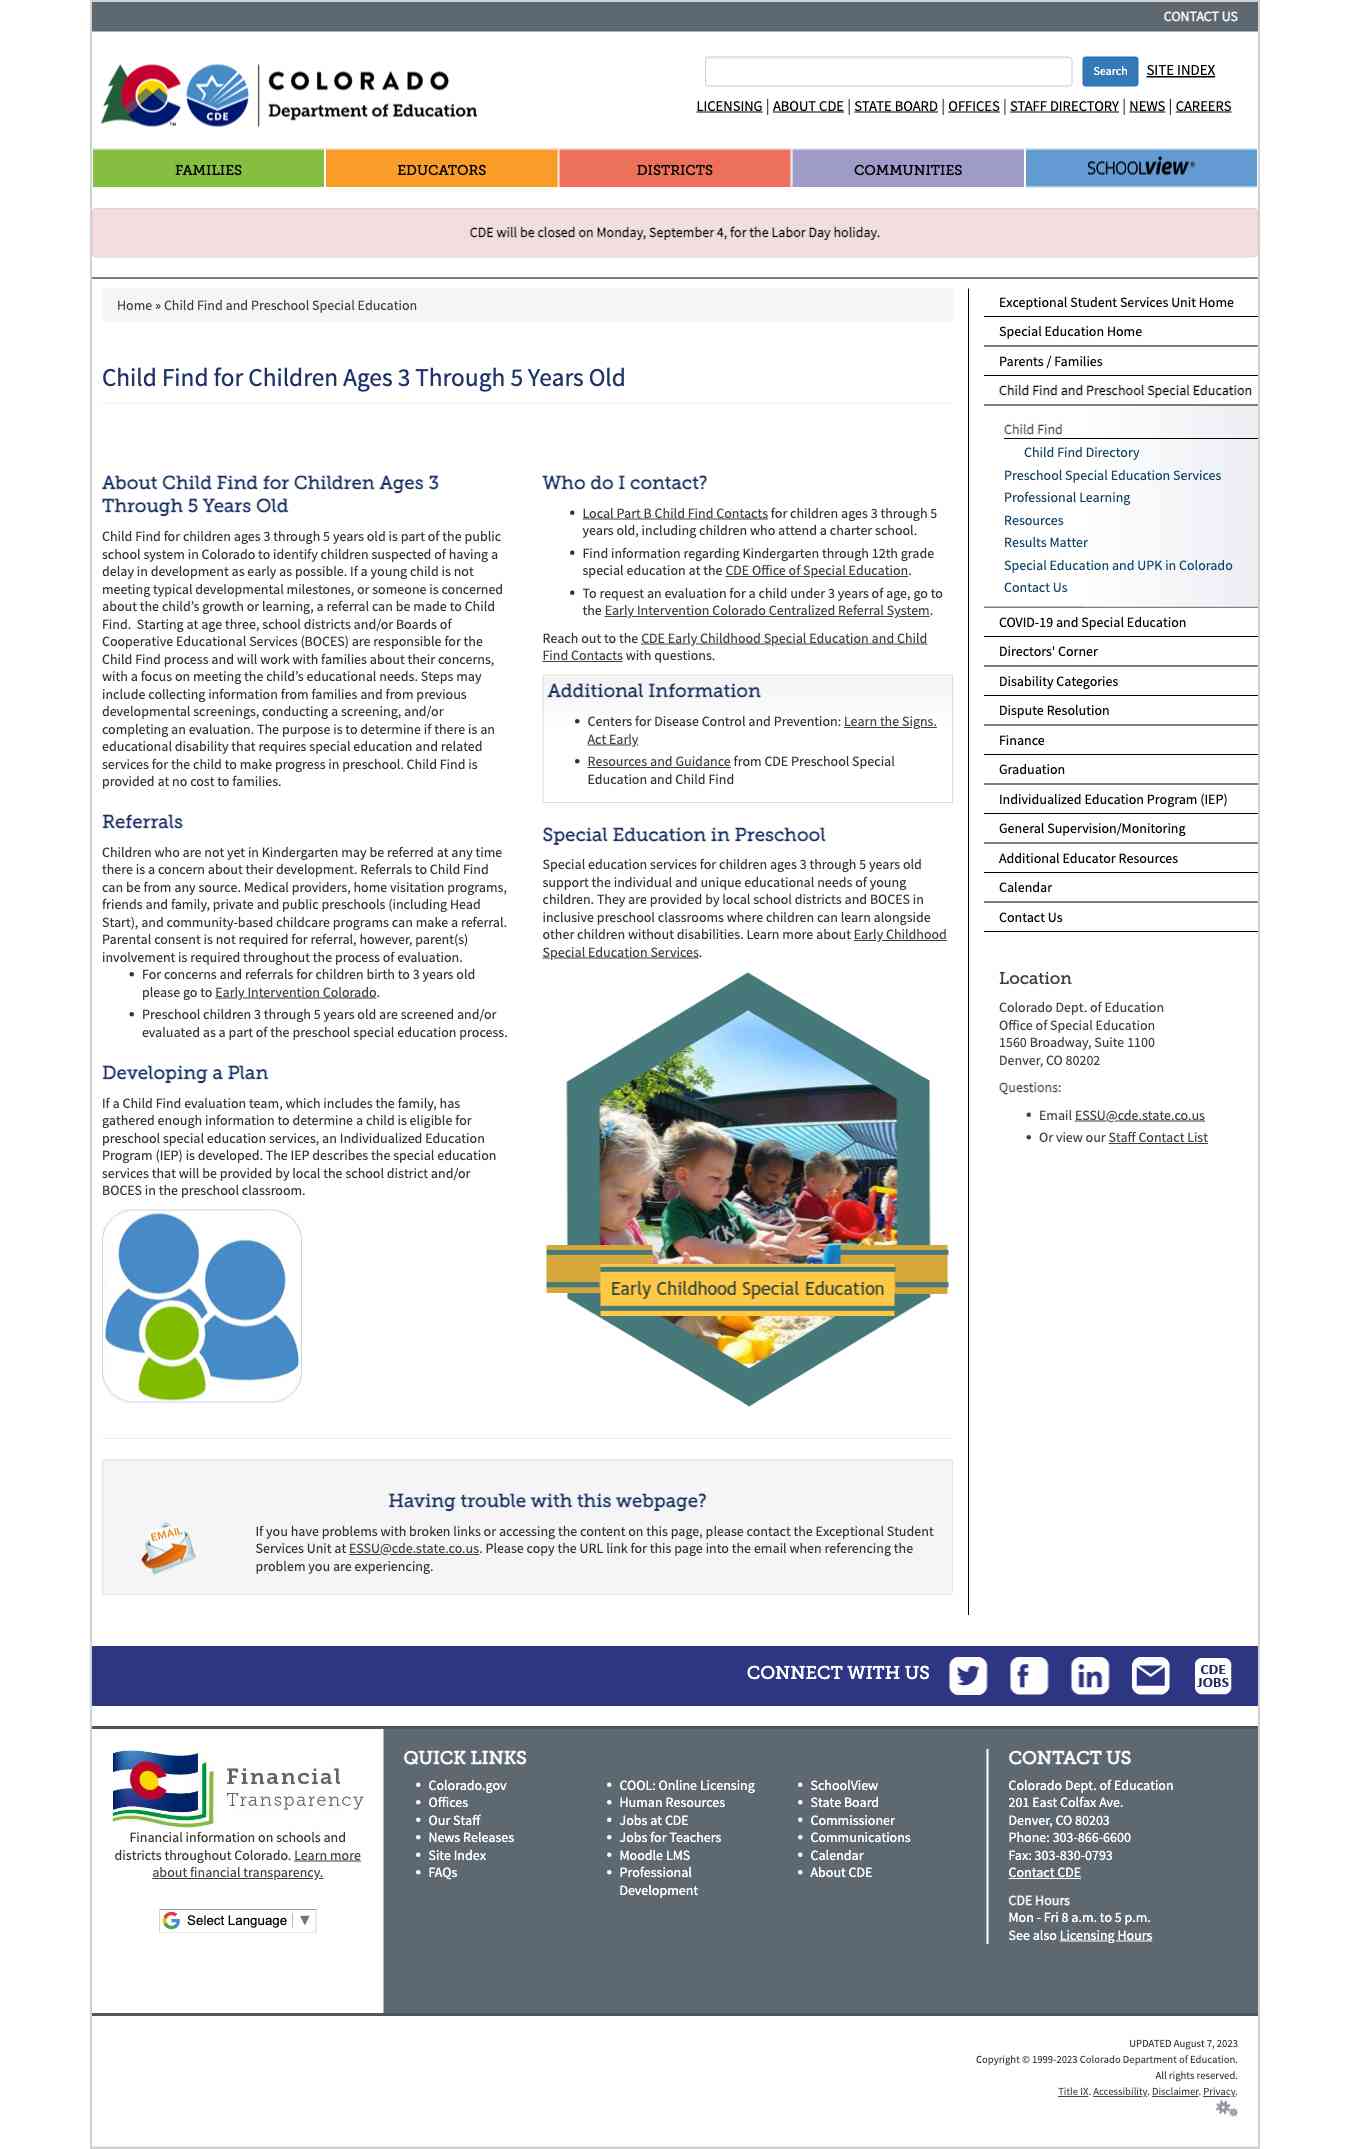 CONTACT US
COLORADO
Department of Education
CDE
TM
Search
SITE INDEX
LICENSING | ABOUT CDE | STATE BOARD | OFFICES | STAFF DIRECTORY | NEWS | CAREERS
FAMILIES
EDUCATORS
DISTRICTS
COMMUNITIES
SCHOOLVIEW®
CDE will be closed on Monday, September 4, for the Labor Day holiday.
Home » Child Find and Preschool Special Education
Child Find for Children Ages 3 Through 5 Years Old
About Child Find for Children Ages 3
Through 5 Years Old
Child Find for children ages 3 through 5 years old is part of the public
school system in Colorado to identify children suspected of having a
delay in development as early as possible. If a young child is not
meeting typical developmental milestones, or someone is concerned
about the child's growth or learning, a referral can be made to Child
Find. Starting at age three, school districts and/or Boards of
Cooperative Educational Services (BOCES) are responsible for the
Child Find process and will work with families about their concerns,
with a focus on meeting the child's educational needs. Steps may
include collecting information from families and from previous
developmental screenings, conducting a screening, and/or
completing an evaluation. The purpose is to determine if there is an
educational disability that requires special education and related
services for the child to make progress in preschool. Child Find is
provided at no cost to families.
Referrals
Children who are not yet in Kindergarten may be referred at any time
there is a concern about their development. Referrals to Child Find
can be from any source. Medical providers, home visitation programs,
friends and family, private and public preschools (including Head
Start), and community-based childcare programs can make a referral.
Parental consent is not required for referral, however, parent(s)
involvement is required throughout the process of evaluation.
• For concerns and referrals for children birth to 3 years old
please go to Early Intervention Colorado.
• Preschool children 3 through 5 years old are screened and/or
evaluated as a part of the preschool special education process.
Developing a Plan
If a Child Find evaluation team, which includes the family, has
gathered enough information to determine a child is eligible for
preschool special education services, an Individualized Education
Program (IEP) is developed. The IEP describes the special education
services that will be provided by local the school district and/or
BOCES in the preschool classroom.
Who do I contact?
• Local Part B Child Find Contacts for children ages 3 through 5
years old, including children who attend a charter school.
• Find information regarding Kindergarten through 12th grade
special education at the CDE Office of Special Education.
• To request an evaluation for a child under 3 years of age, go to
the Early Intervention Colorado Centralized Referral System.
Reach out to the CDE Early Childhood Special Education and Child
Find Contacts with questions.
Additional Information
• Centers for Disease Control and Prevention: Learn the Signs.
Act Early
• Resources and Guidance from CDE Preschool Special
Education and Child Find
Special Education in Preschool
Special education services for children ages 3 through 5 years old
support the individual and unique educational needs of young
children. They are provided by local school districts and BOCES in
inclusive preschool classrooms where children can learn alongside
other children without disabilities. Learn more about Early Childhood
Special Education Services.
Early Childhood Special Education
Having trouble with this webpage?
EMAIL
If you have problems with broken links or accessing the content on this page, please contact the Exceptional Student
Services Unit at ESSU@cde.state.co.us. Please copy the URL link for this page into the email when referencing the
problem you are experiencing.
Exceptional Student Services Unit Home
Special Education Home
Parents / Families
Child Find and Preschool Special Education
Child Find
Child Find Directory
Preschool Special Education Services
Professional Learning
Resources
Results Matter
Special Education and UPK in Colorado
Contact Us
COVID-19 and Special Education
Directors' Corner
Disability Categories
Dispute Resolution
Finance
Graduation
Individualized Education Program (IEP)
General Supervision/Monitoring
Additional Educator Resources
Calendar
Contact Us
Location
Colorado Dept. of Education
Office of Special Education
1560 Broadway, Suite 1100
Denver, CO 80202
Questions:
• Email ESSU@cde.state.co.us
• Or view our Staff Contact List
CONNECT WITH US
CDE
JOBS
Financial
Transparency
Financial information on schools and
districts throughout Colorado. Learn more
about financial transparency.
Select Language ▼
QUICK LINKS
• Colorado.gov
• Offices
• Our Staff
• News Releases
• Site Index
• FAQs
• COOL: Online Licensing
• Human Resources
• Jobs at CDE
• Jobs for Teachers
• Moodle LMS
• Professional
Development
• SchoolView
• State Board
• Commissioner
• Communications
• Calendar
• About CDE
CONTACT US
Colorado Dept. of Education
201 East Colfax Ave.
Denver, CO 80203
Phone: 303-866-6600
Fax: 303-830-0793
Contact CDE
CDE Hours
Mon - Fri 8 a.m. to 5 p.m.
See also Licensing Hours
UPDATED August 7, 2023
Copyright © 1999-2023 Colorado Department of Education.
All rights reserved.
Title IX. Accessibility. Disclaimer. Privacy.